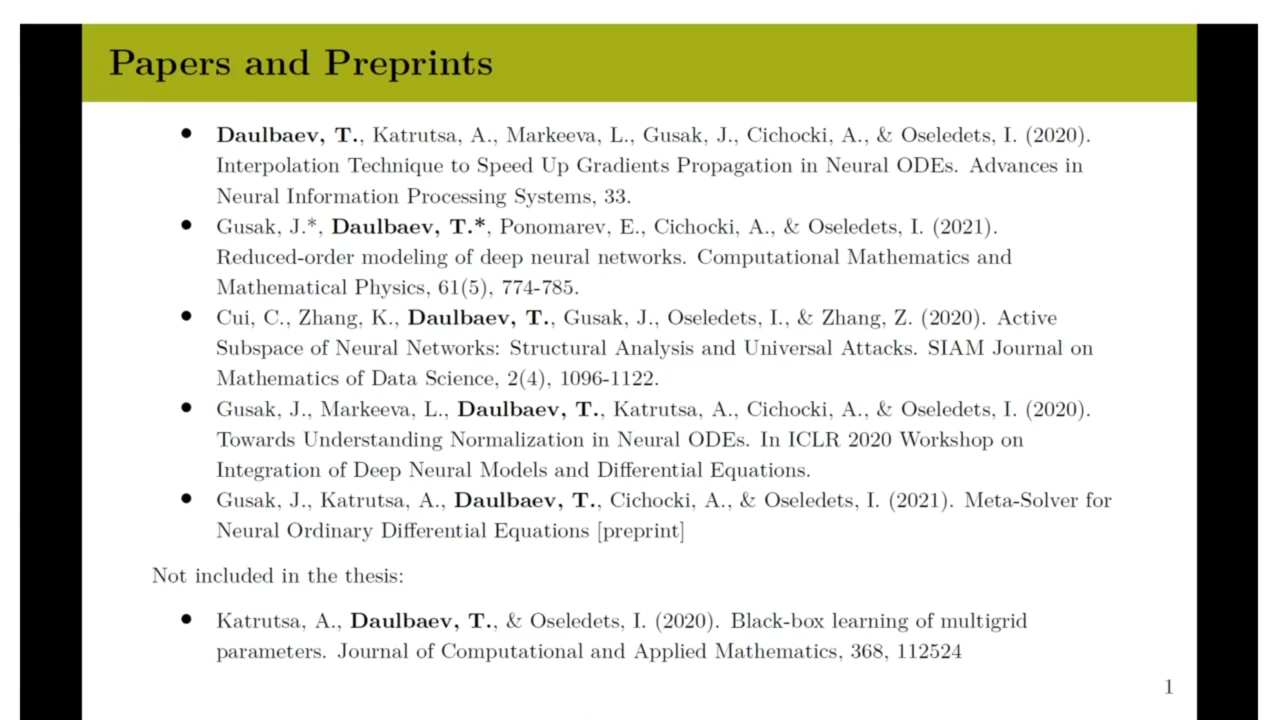 Papers and Preprints
• Daulbaev, T., Katrutsa, A., Markeeva, L., Gusak, J., Cichocki, A., & Oseledets, I. (2020).
Interpolation Technique to Speed Up Gradients Propagation in Neural ODEs. Advances in
Neural Information Processing Systems, 33.
• Gusak, J.*, Daulbaev, T.*, Ponomarev, E., Cichocki, A., & Oseledets, I. (2021).
Reduced-order modeling of deep neural networks. Computational Mathematics and
Mathematical Physics, 61(5), 774-785.
• Cui, C., Zhang, K., Daulbaev, T., Gusak, J., Oseledets, I., & Zhang, Z. (2020). Active
Subspace of Neural Networks: Structural Analysis and Universal Attacks. SIAM Journal on
Mathematics of Data Science, 2(4), 1096-1122.
• Gusak, J., Markeeva, L., Daulbaev, T., Katrutsa, A., Cichocki, A., & Oseledets, I. (2020).
Towards Understanding Normalization in Neural ODEs. In ICLR 2020 Workshop on
Integration of Deep Neural Models and Differential Equations.
• Gusak, J., Katrutsa, A., Daulbaev, T., Cichocki, A., & Oseledets, I. (2021). Meta-Solver for
Neural Ordinary Differential Equations [preprint]
Not included in the thesis:
• Katrutsa, A., Daulbaev, T., & Oseledets, I. (2020). Black-box learning of multigrid
parameters. Journal of Computational and Applied Mathematics, 368, 112524
1